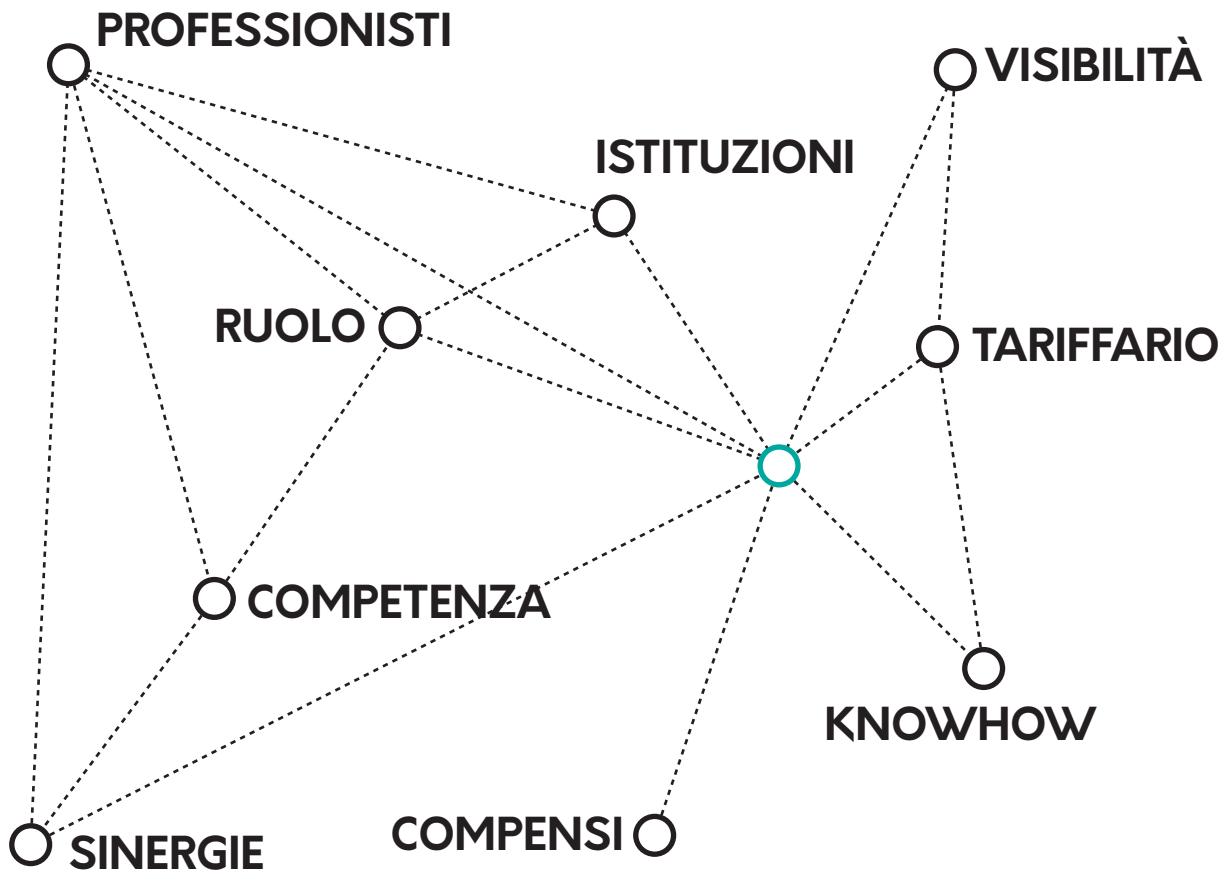 PROFESSIONISTI
VISIBILITÀ
ISTITUZIONI
RUOLO
TARIFFARIO
COMPETENZA
KNOWHOW
COMPENSI
SINERGIE